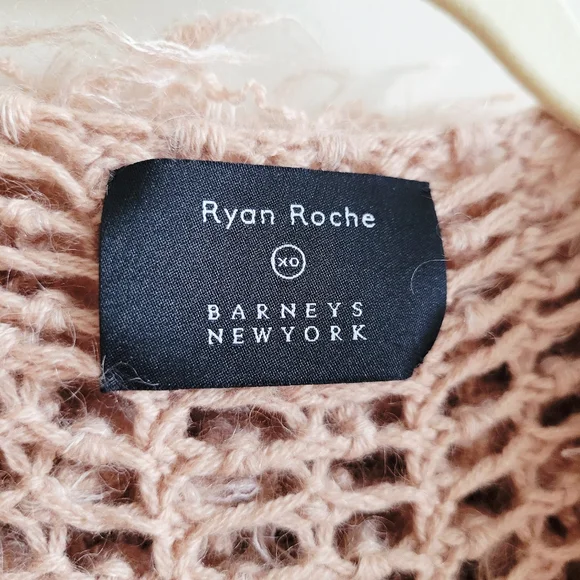 Ryan Roche
XO
BARNEYS
NEWYORK